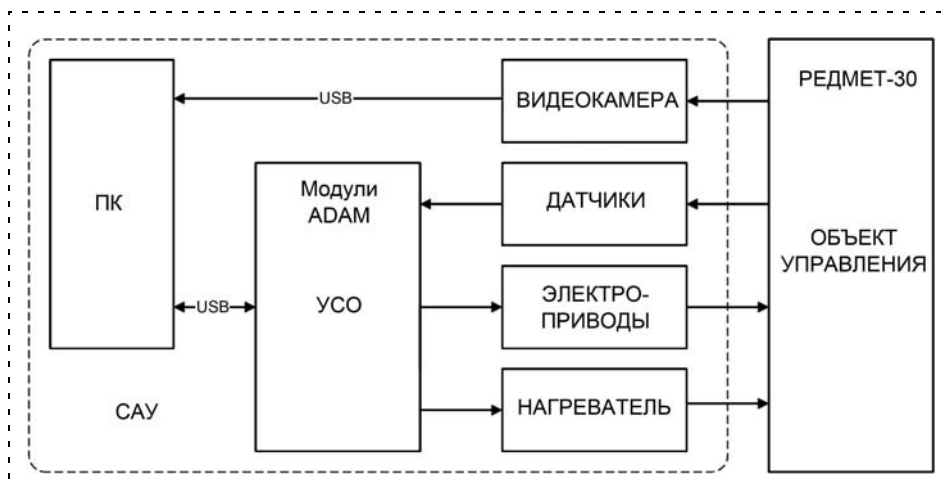 РЕДМЕТ-30
USB
ВИДЕОКАМЕРА
ПК
Модули
ADAM
ДАТЧИКИ
ОБЪЕКТ
УПРАВЛЕНИЯ
USB
УСО
ЭЛЕКТРО-
ПРИВОДЫ
САУ
НАГРЕВАТЕЛЬ